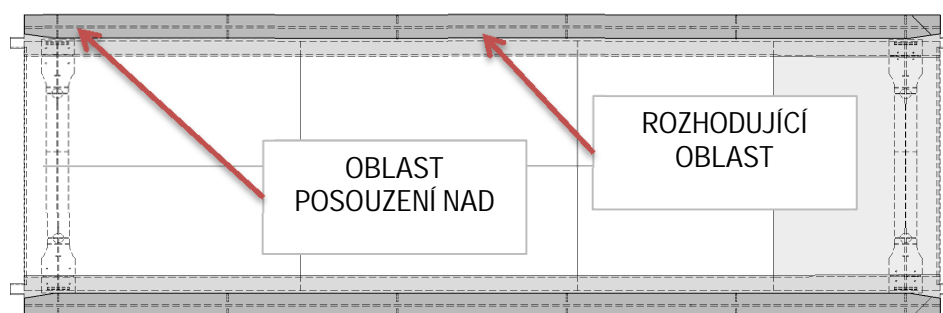 OBLAST
POSOUZENÍ NAD
ROZHODUJÍCÍ
OBLAST